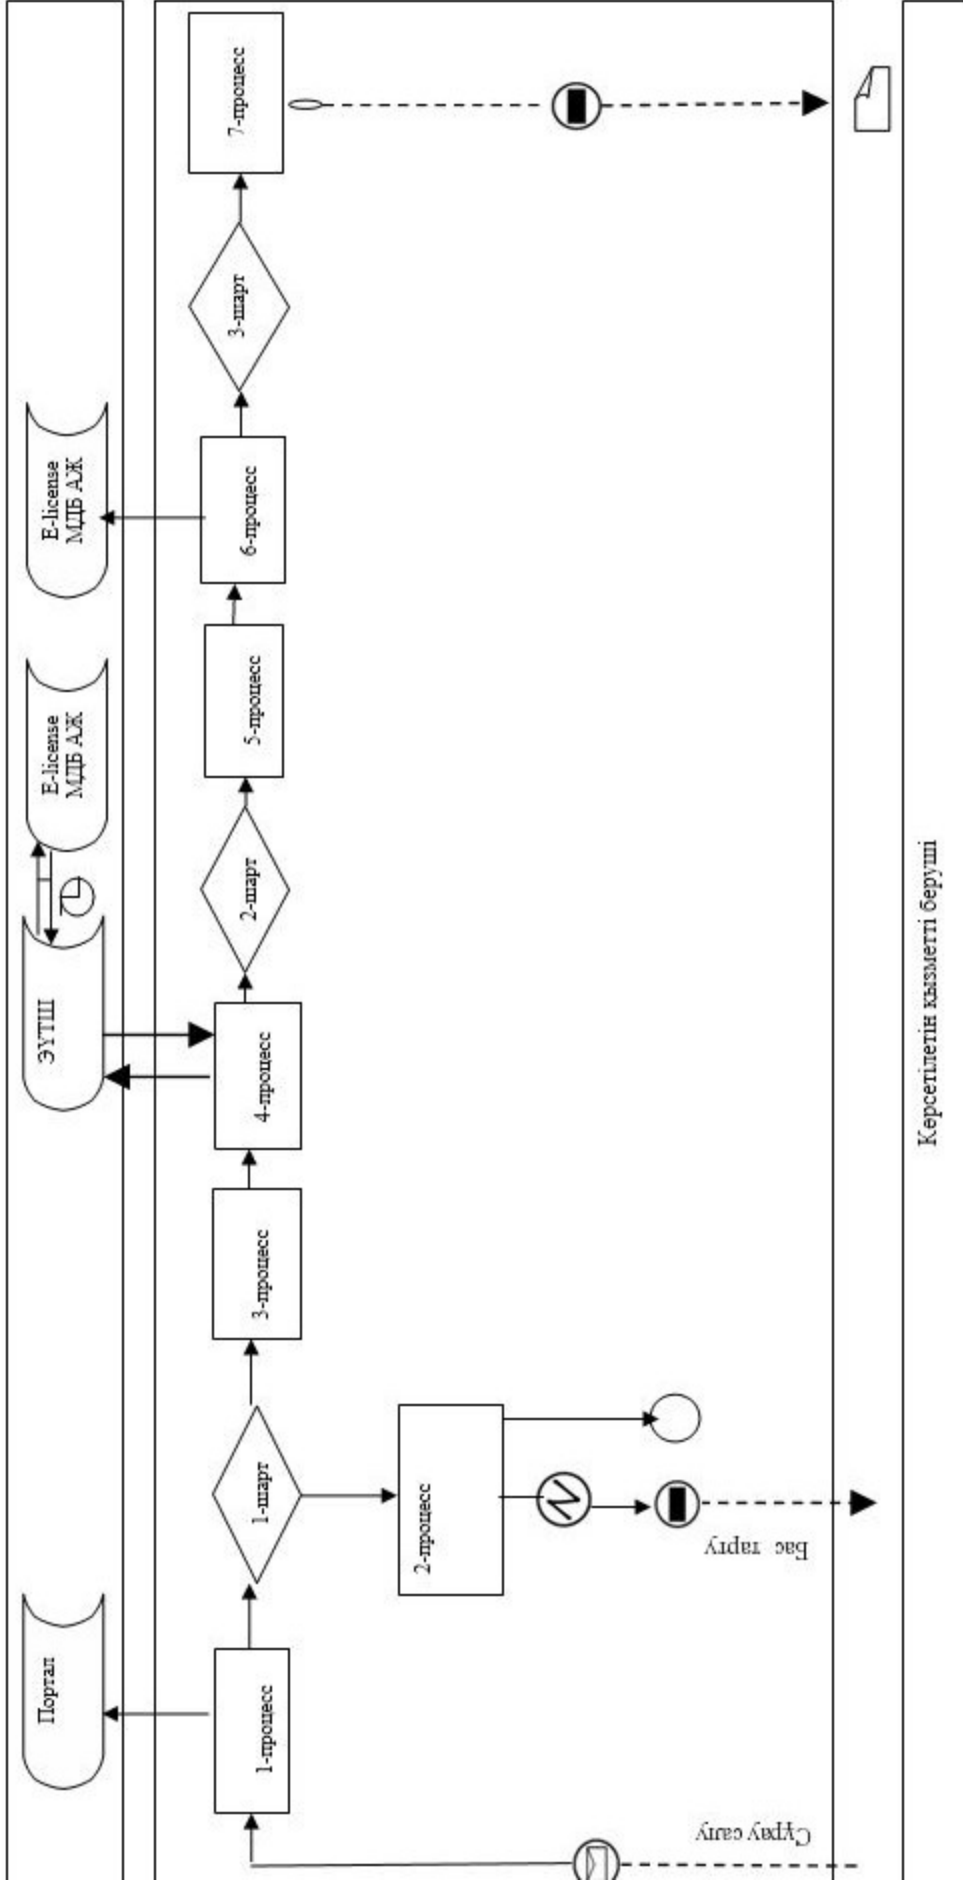 Портал
ЭҮТШ
E-license
МДБ АЖ
E-license
МДБ АЖ
1-процесс
1-шарт
3-процесс
4-процесс
2-шарт
5-процесс
6-процесс
3-шарт
7-процесс
2-процесс
Бас тарту
Сұрау салу
Көрсетілетін қызметті беруші